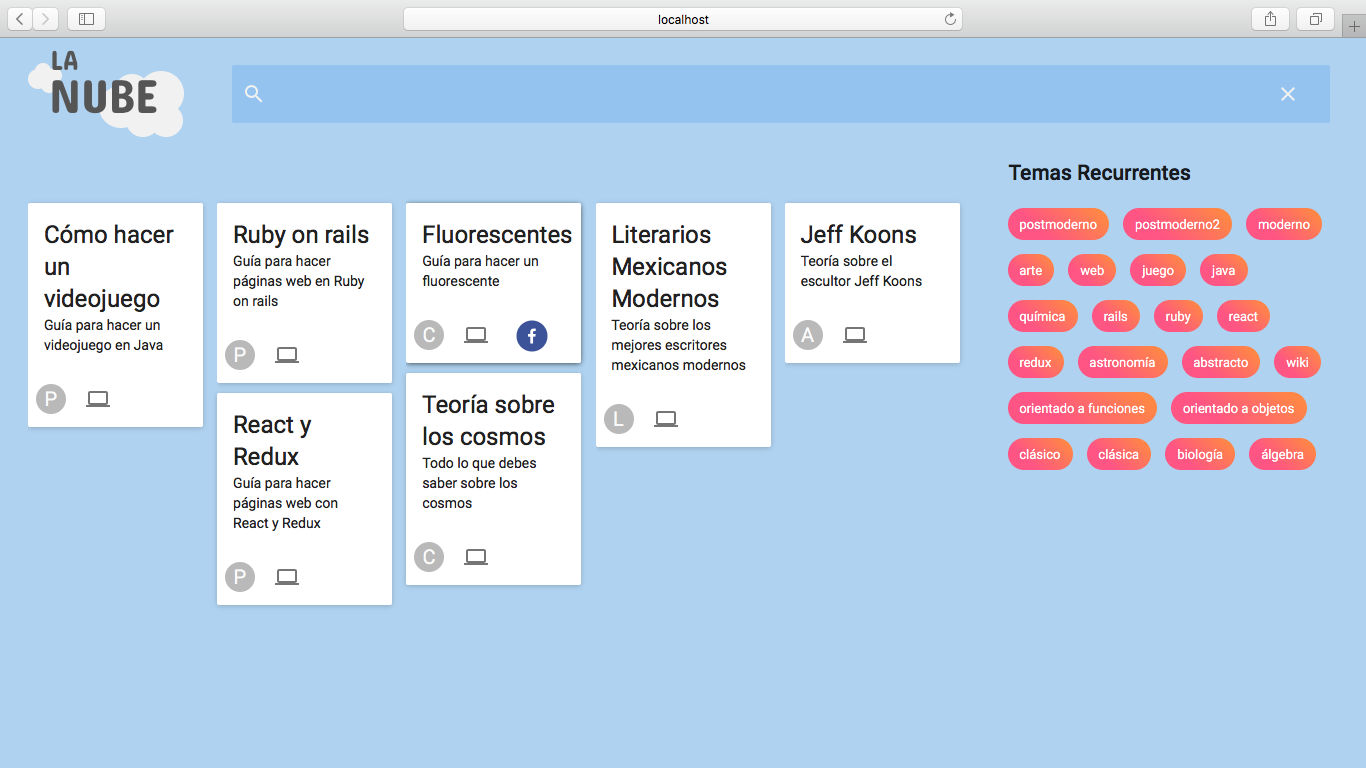 localhost
LA
NUBE
Cómo hacer
un
videojuego
Guía para hacer un
videojuego en Java
P
Ruby on rails
Guía para hacer
páginas web en Ruby
on rails
P
React y
Redux
Guía para hacer
páginas web con
React y Redux
P
Fluorescentes
Guía para hacer un
fluorescente
C
f
Teoría sobre
los cosmos
Todo lo que debes
saber sobre los
cosmos
C
Literarios
Mexicanos
Modernos
Teoría sobre los
mejores escritores
mexicanos modernos
L
Jeff Koons
Teoría sobre el
escultor Jeff Koons
A
Temas Recurrentes
postmoderno postmoderno2 moderno
arte web juego java
química rails ruby react
redux astronomía abstracto wiki
orientado a funciones orientado a objetos
clásico clásica biología álgebra